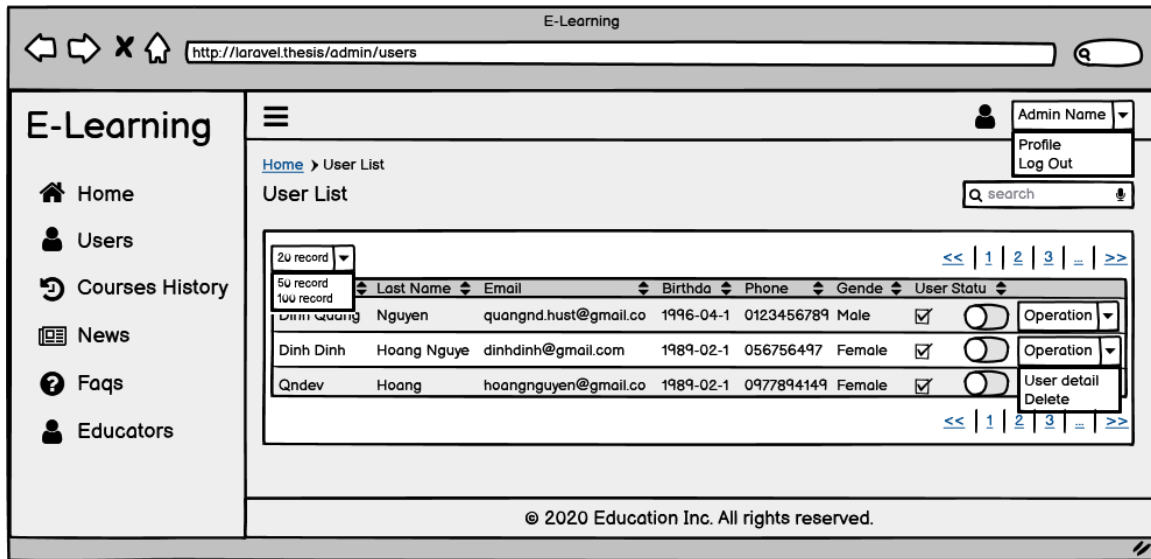 E-Learning
http://laravel.thesis/admin/users
E-Learning
Home
Users
Courses History
News
Faqs
Educators
Admin Name
Profile
Log Out
Home User List
User List
search
20 record
50 record
100 record
<< 1 2 3 ... >>
Last Name Email Birthda Phone Gende User Statu
Dinh Quang Nguyen quangnd.hust@gmail.co 1996-04-1 0123456789 Male Operation
Dinh Dinh Hoang Nguye dinhdinh@gmail.com 1989-02-1 056756497 Female Operation
Qndev Hoang hoangnguyen@gmail.co 1989-02-1 0977894149 Female
User detail
Delete
<< 1 2 3 ... >>
© 2020 Education Inc. All rights reserved.